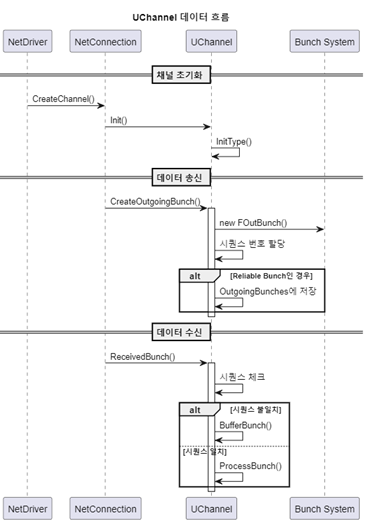 UChannel 데이터 흐름
NetDriver NetConnection UChannel Bunch System
채널 초기화
CreateChannel()
Init()
InitType()
데이터 송신
CreateOutgoingBunch()
new FOutBunch()
시퀀스 번호 할당
alt [Reliable Bunch인 경우]
OutgoingBunches에 저장
데이터 수신
ReceivedBunch()
시퀀스 체크
alt [시퀀스 불일치]
BufferBunch()
[시퀀스 일치]
ProcessBunch()
NetDriver NetConnection UChannel Bunch System